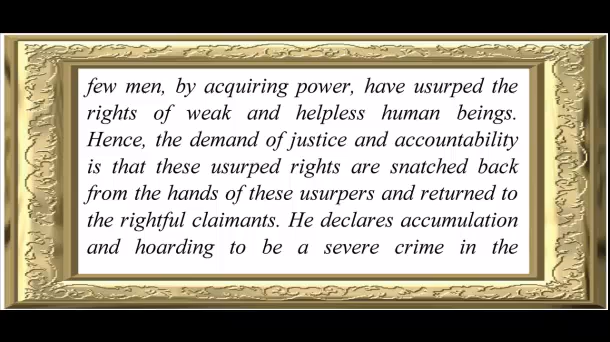 few men, by acquiring power, have usurped the
rights of weak and helpless human beings.
Hence, the demand of justice and accountability
is that these usurped rights are snatched back
from the hands of these usurpers and returned to
the rightful claimants. He declares accumulation
and hoarding to be a severe crime in the